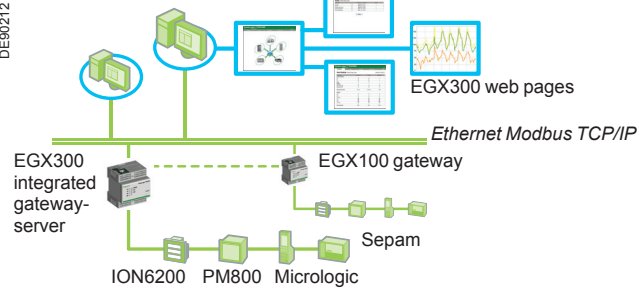 DE90212
EGX300 web pages
Ethernet Modbus TCP/IP
EGX300
integrated
gateway-
server
EGX100 gateway
Sepam
ION6200 PM800 Micrologic